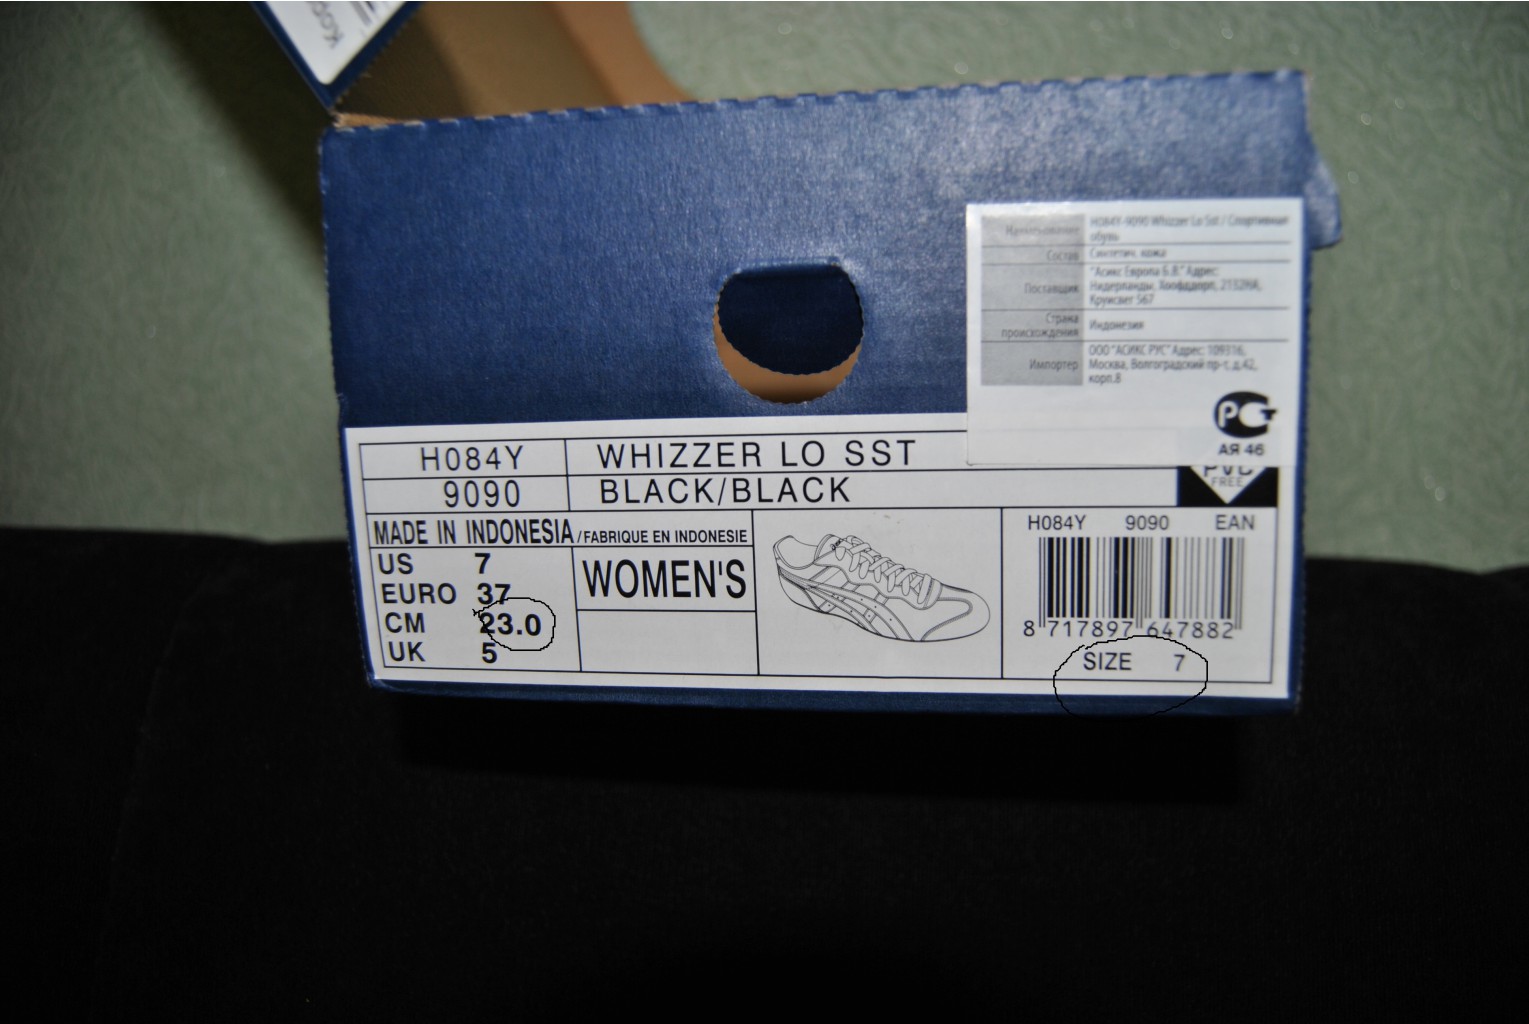 H084Y-9090 Whizzer Lo Sst / Спортивная
обувь
Наименование
Состав Синтетич. кожа
Поставщик "Асикс Европа Б.В." Адрес:
Нидерланды, Хоофддорп, 2132HA,
Круисвег 567
Страна
происхождения Индонезия
Импортер ООО "АСИКС РУС" Адрес: 109316,
Москва, Волгоградский пр-т, д.42,
корп.8
РСТ
АЯ 46
H084Y WHIZZER LO SST
9090 BLACK/BLACK
PVC
FREE
MADE IN INDONESIA / FABRIQUE EN INDONESIE
US 7
EURO 37
CM 23.0
UK 5
WOMEN'S
H084Y 9090 EAN
8 717897 647882
SIZE 7